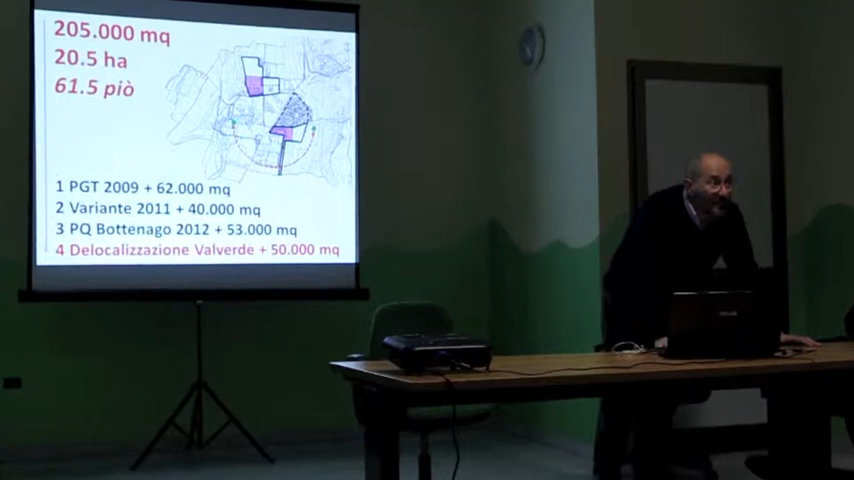 205.000 mq
20.5 ha
61.5 piò
1 PGT 2009 + 62.000 mq
2 Variante 2011 + 40.000 mq
3 PQ Bottenago 2012 + 53.000 mq
4 Delocalizzazione Valverde + 50.000 mq